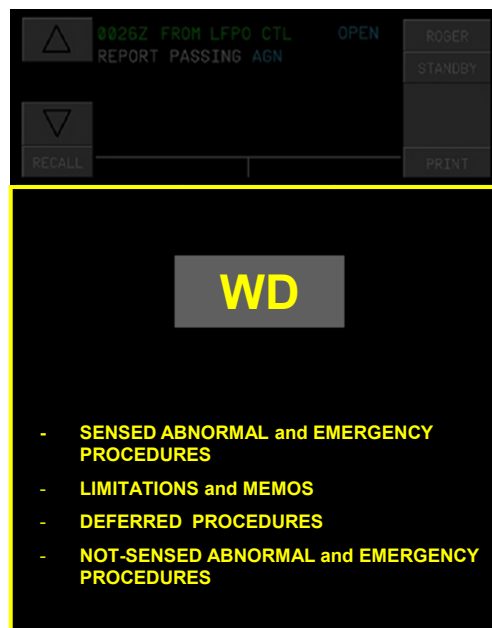 0026Z FROM LFPO CTL OPEN ROGER
REPORT PASSING AGN STANDBY
RECALL PRINT
WD
- SENSED ABNORMAL and EMERGENCY
PROCEDURES
- LIMITATIONS and MEMOS
- DEFERRED PROCEDURES
- NOT-SENSED ABNORMAL and EMERGENCY
PROCEDURES